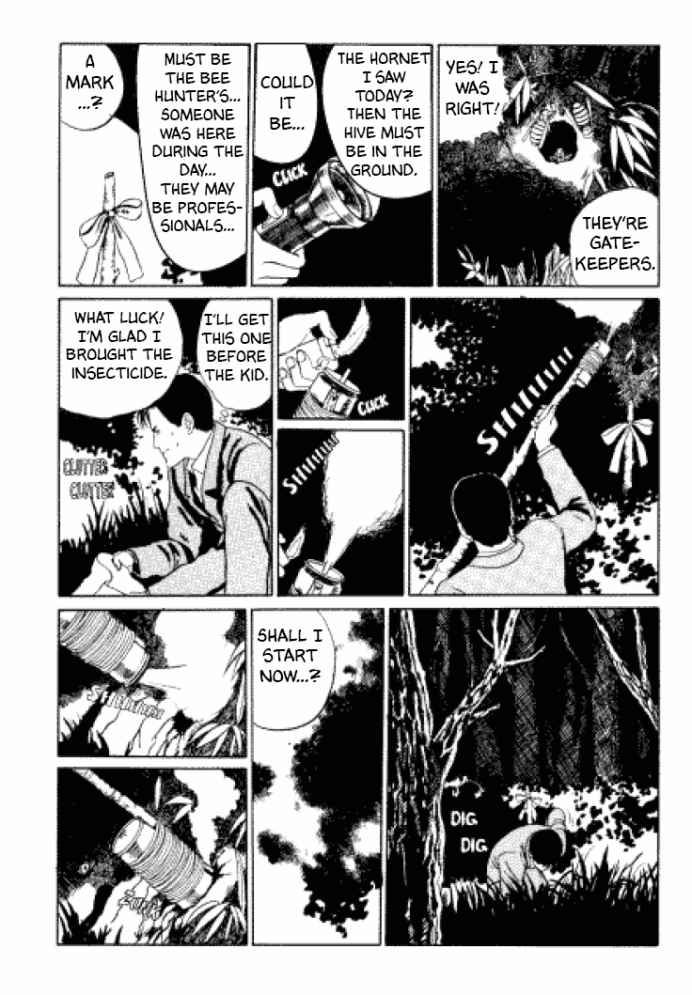 A
MARK
...?
MUST BE
THE BEE
HUNTER'S...
SOMEONE
WAS HERE
DURING THE
DAY...
THEY MAY
BE PROFES-
SIONALS...
COULD
IT
BE...
THE HORNET
I SAW
TODAY?
THEN THE
HIVE MUST
BE IN THE
GROUND.
CLICK
YES! I
WAS
RIGHT!
THEY'RE
GATE-
KEEPERS.
WHAT LUCK!
I'M GLAD I
BROUGHT THE
INSECTICIDE.
I'LL GET
THIS ONE
BEFORE
THE KID.
CLITTER
CLITTER
CLICK
SHALL I
START
NOW...?
DIG
DIG